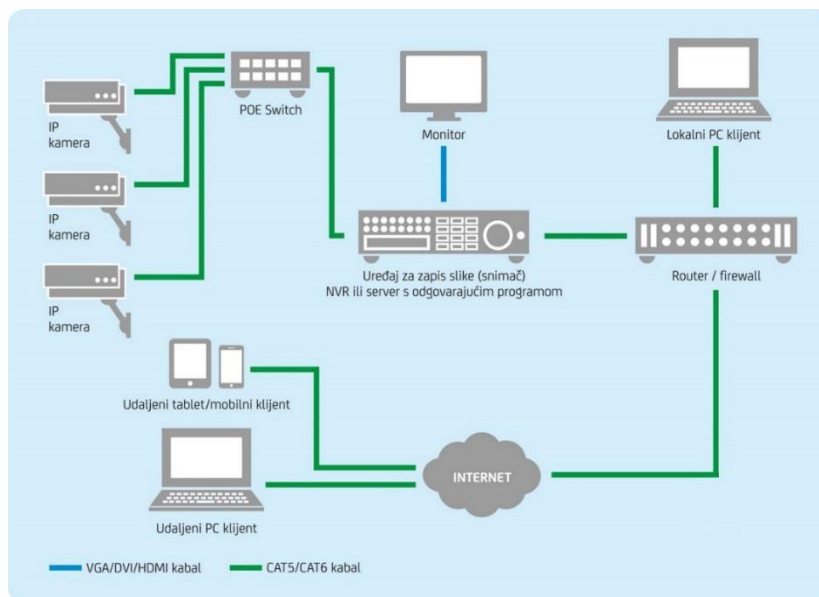 POE Switch
IP
kamera
Monitor
Lokalni PC klijent
IP
kamera
Uređaj za zapis slike (snimač)
NVR ili server s odgovarajućim programom
Router / firewall
IP
kamera
Udaljeni tablet/mobilni klijent
INTERNET
Udaljeni PC klijent
VGA/DVI/HDMI kabal
CAT5/CAT6 kabal